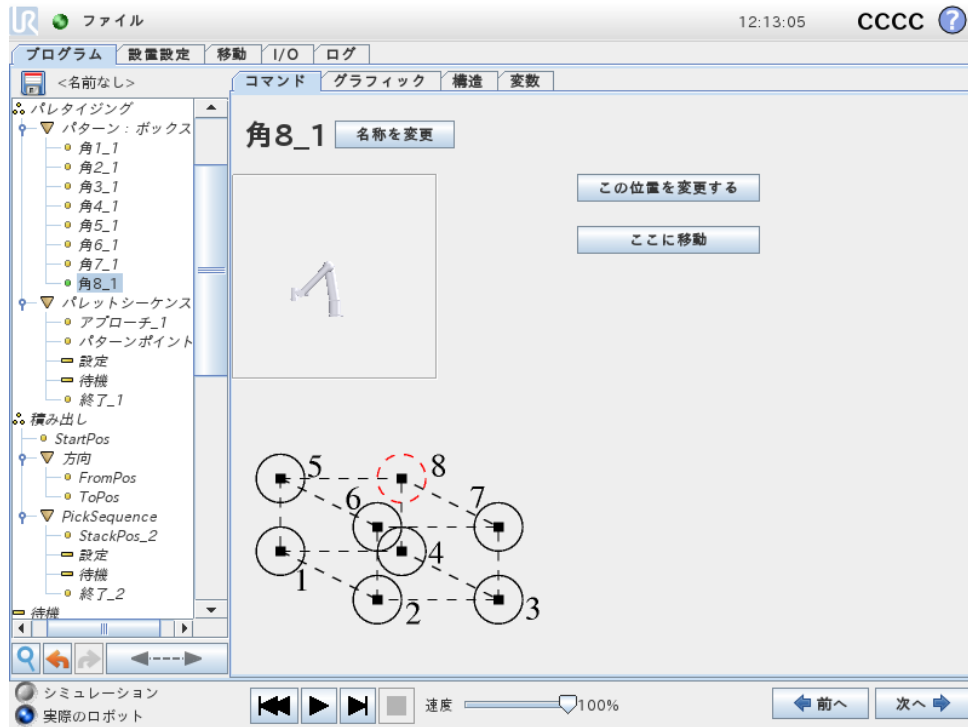 UR ファイル 12:13:05 CCCC ?
プログラム 設置設定 移動 I/O ログ
<名前なし>
コマンド グラフィック 構造 変数
パレタイジング
パターン：ボックス
角1_1
角2_1
角3_1
角4_1
角5_1
角6_1
角7_1
角8_1
パレットシーケンス
アプローチ_1
パターンポイント
設定
待機
終了_1
積み出し
StartPos
方向
FromPos
ToPos
PickSequence
StackPos_2
設定
待機
終了_2
待機
角8_1 名称を変更
この位置を変更する
ここに移動
5 8
6 7
4
1 2 3
シミュレーション
実際のロボット
速度 100%
前へ 次へ